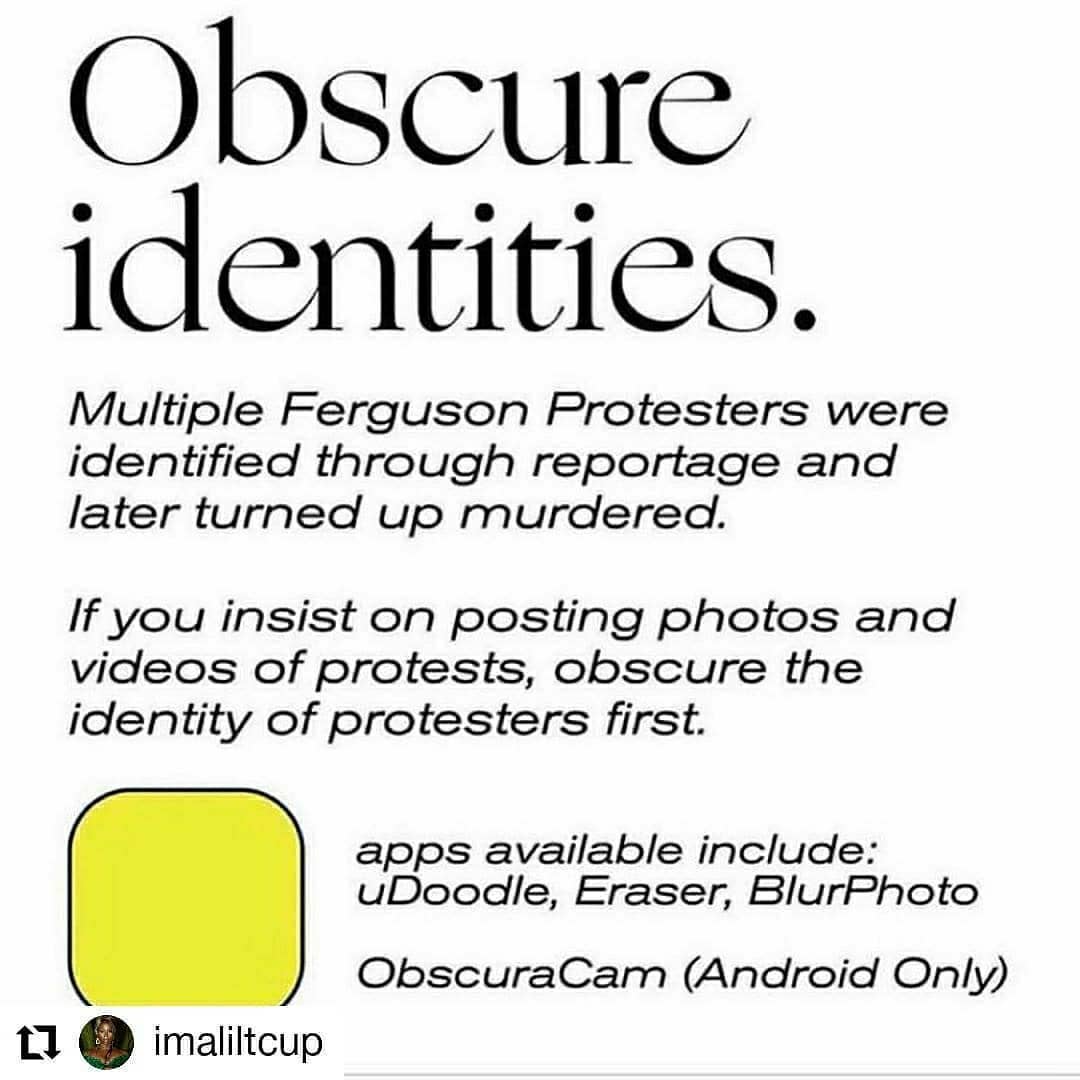 Obscure
identities.
Multiple Ferguson Protesters were
identified through reportage and
later turned up murdered.
If you insist on posting photos and
videos of protests, obscure the
identity of protesters first.
apps available include:
uDoodle, Eraser, BlurPhoto
ObscuraCam (Android Only)
imaliltcup